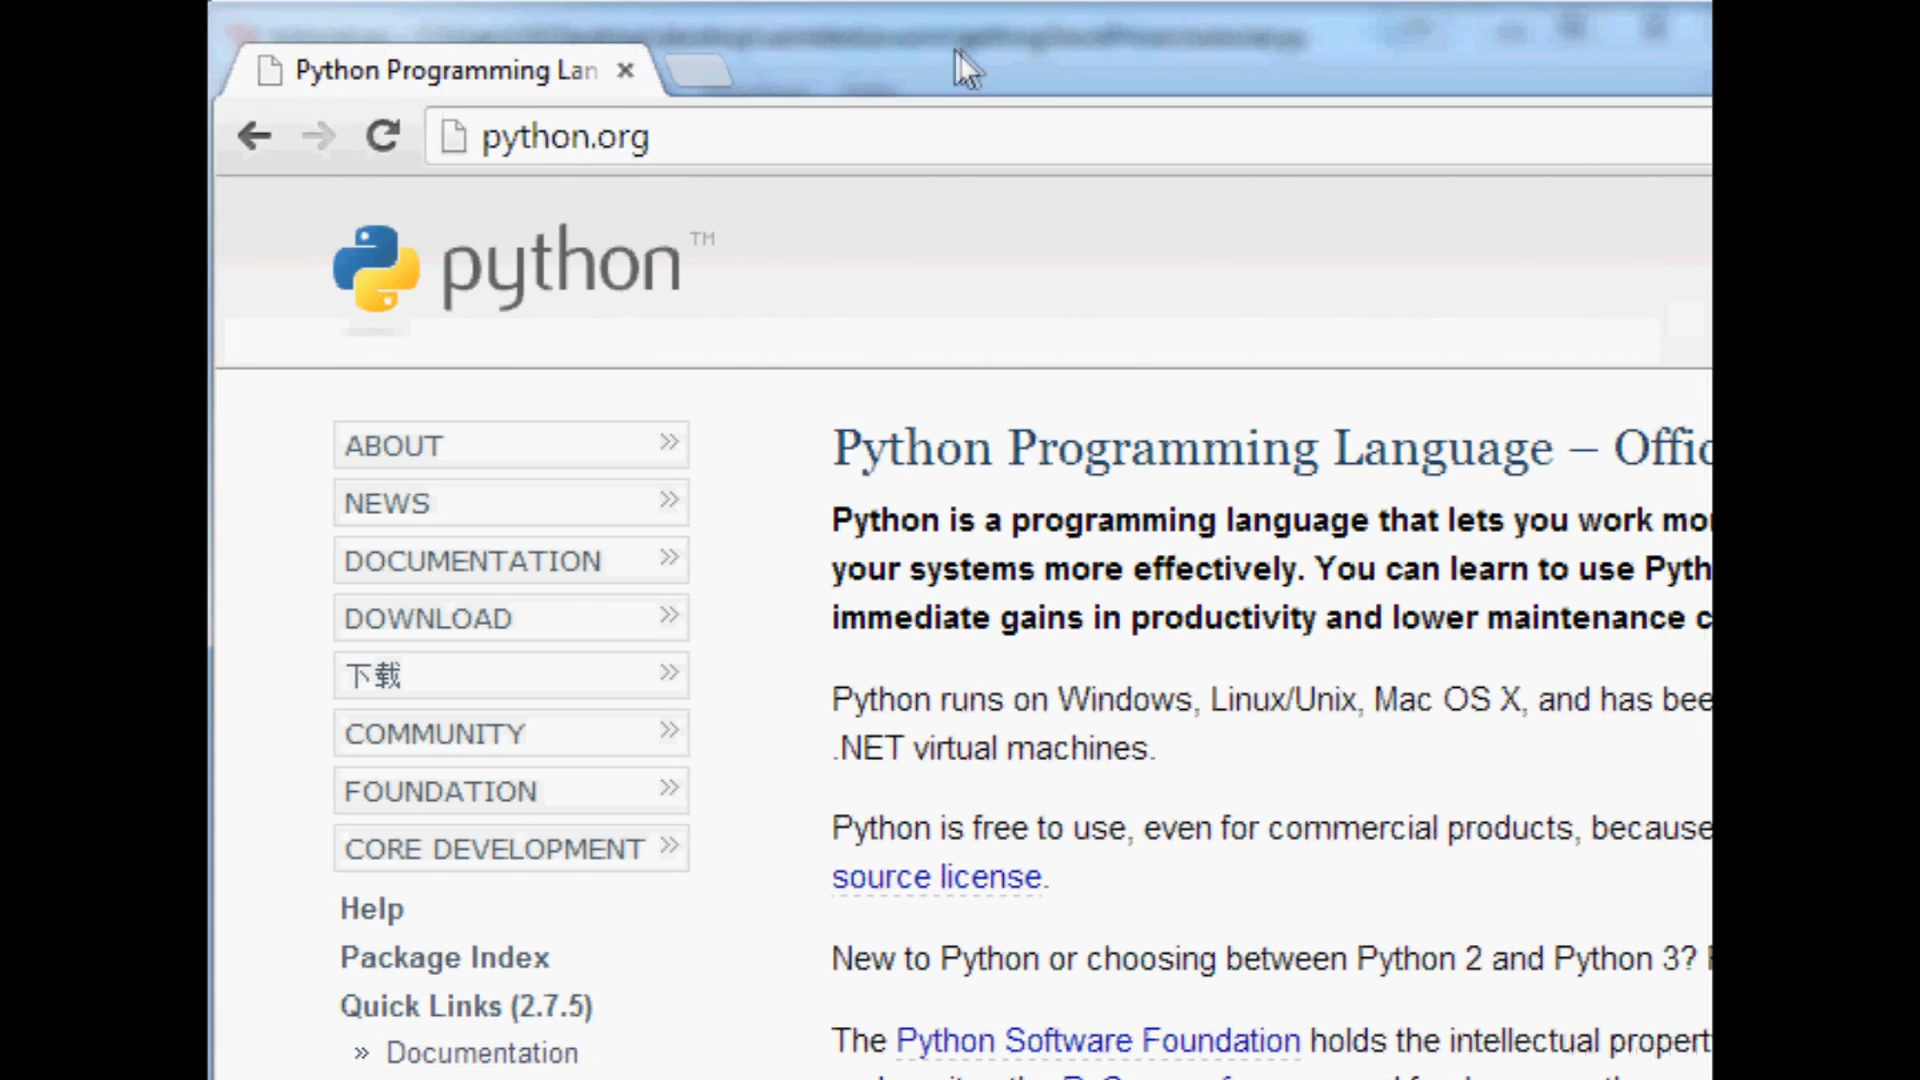 Python Programming Lan
python.org
python™
ABOUT
NEWS
DOCUMENTATION
DOWNLOAD
下载
COMMUNITY
FOUNDATION
CORE DEVELOPMENT
Help
Package Index
Quick Links (2.7.5)
» Documentation
Python Programming Language – Offic
Python is a programming language that lets you work mo
your systems more effectively. You can learn to use Pyth
immediate gains in productivity and lower maintenance c
Python runs on Windows, Linux/Unix, Mac OS X, and has bee
.NET virtual machines.
Python is free to use, even for commercial products, because
source license.
New to Python or choosing between Python 2 and Python 3?
The Python Software Foundation holds the intellectual propert